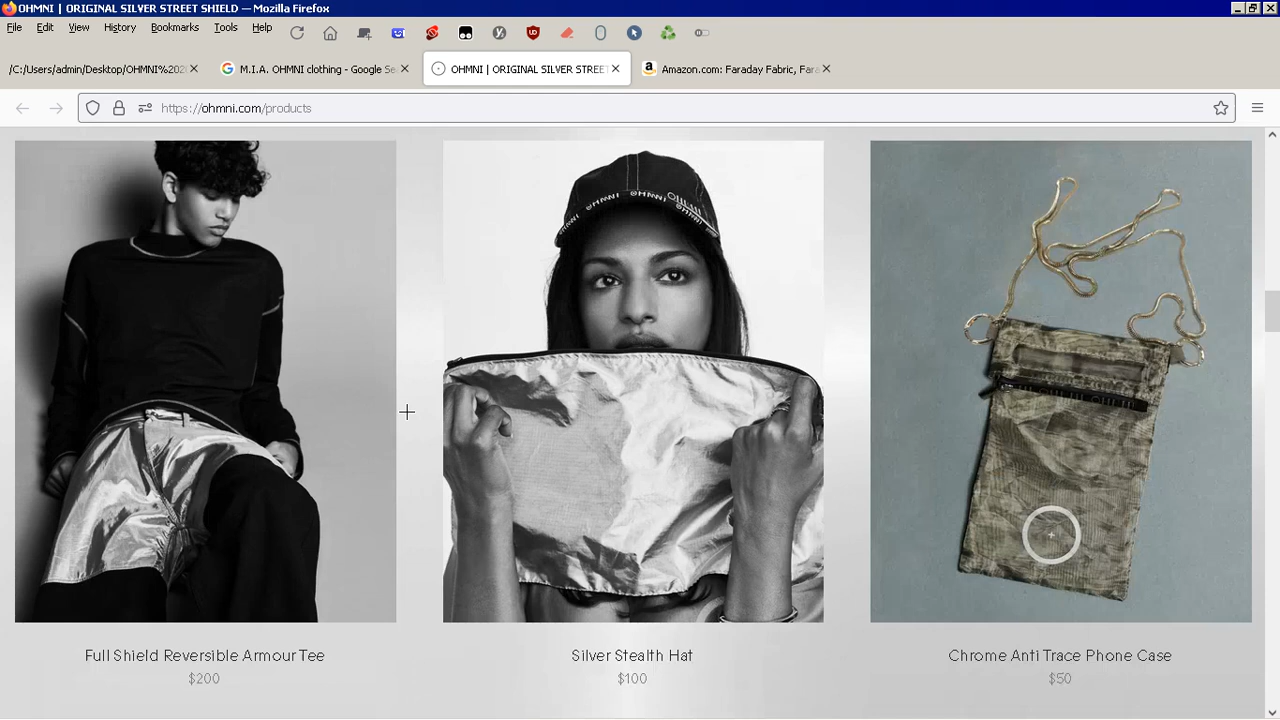 OHMNI | ORIGINAL SILVER STREET SHIELD — Mozilla Firefox
File Edit View History Bookmarks Tools Help
/C:/Users/admin/Desktop/OHMNI%20 M.I.A. OHMNI clothing - Google Se OHMNI | ORIGINAL SILVER STREET Amazon.com: Faraday Fabric, Fara
https://ohmni.com/products
Full Shield Reversible Armour Tee
$200
Silver Stealth Hat
$100
Chrome Anti Trace Phone Case
$50